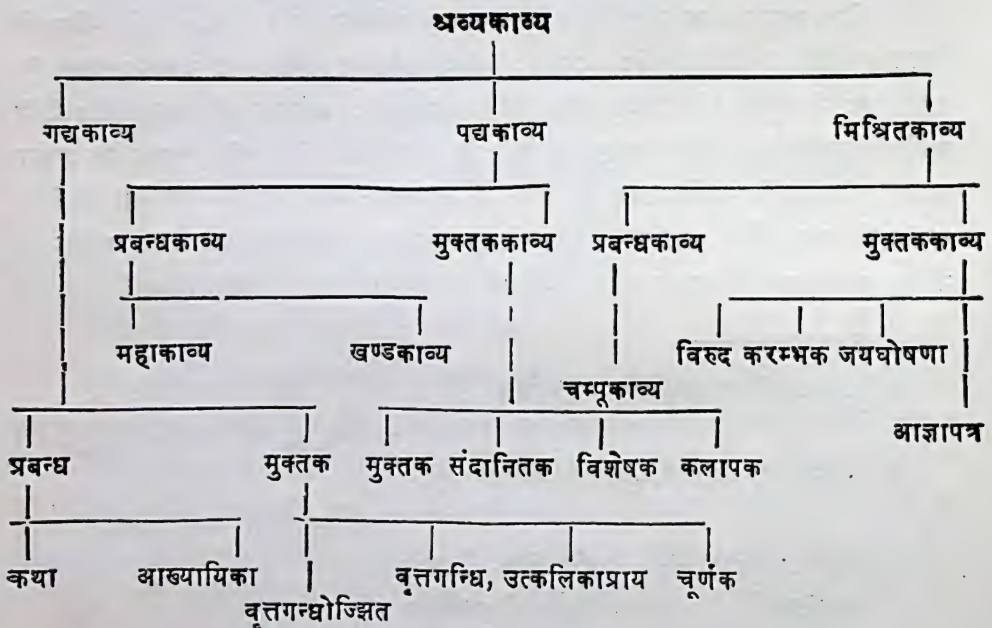 श्रव्यकाव्य
गद्यकाव्य पद्यकाव्य मिश्रितकाव्य
प्रबन्धकाव्य मुक्तककाव्य प्रबन्धकाव्य मुक्तककाव्य
महाकाव्य खण्डकाव्य विरुद करम्भक जयघोषणा
चम्पूकाव्य
आज्ञापत्र
प्रबन्ध मुक्तक मुक्तक संदानितक विशेषक कलापक
कथा आख्यायिका वृत्तगन्धि, उत्कलिकाप्राय चूर्णक
वृत्तगन्धोज्झित